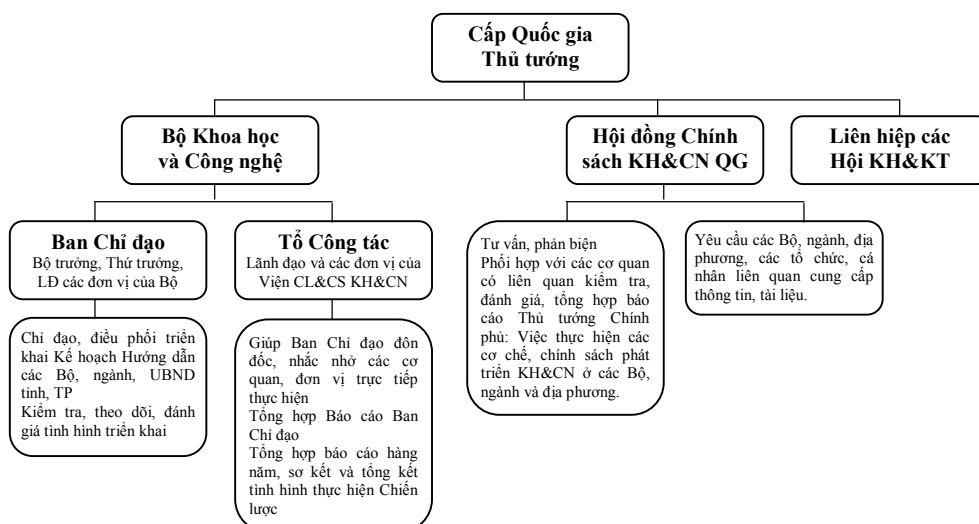 Cấp Quốc gia
Thủ tướng
Bộ Khoa học
và Công nghệ
Hội đồng Chính
sách KH&CN QG
Liên hiệp các
Hội KH&KT
Ban Chỉ đạo
Bộ trưởng, Thứ trưởng,
LĐ các đơn vị của Bộ
Tổ Công tác
Lãnh đạo và các đơn vị của
Viện CL&CS KH&CN
Tư vấn, phản biện
Phối hợp với các cơ quan
có liên quan kiểm tra,
đánh giá, tổng hợp báo
cáo Thủ tướng Chính
phủ: Việc thực hiện các
cơ chế, chính sách phát
triển KH&CN ở các Bộ,
ngành và địa phương.
Yêu cầu các Bộ, ngành, địa
phương, các tổ chức, cá
nhân liên quan cung cấp
thông tin, tài liệu.
Chỉ đạo, điều phối triển
khai Kế hoạch Hướng dẫn
các Bộ, ngành, UBND
tỉnh, TP
Kiểm tra, theo dõi, đánh
giá tình hình triển khai
Giúp Ban Chỉ đạo đôn
đốc, nhắc nhở các cơ
quan, đơn vị trực tiếp
thực hiện
Tổng hợp Báo cáo Ban
Chỉ đạo
Tổng hợp báo cáo hàng
năm, sơ kết và tổng kết
tình hình thực hiện Chiến
lược